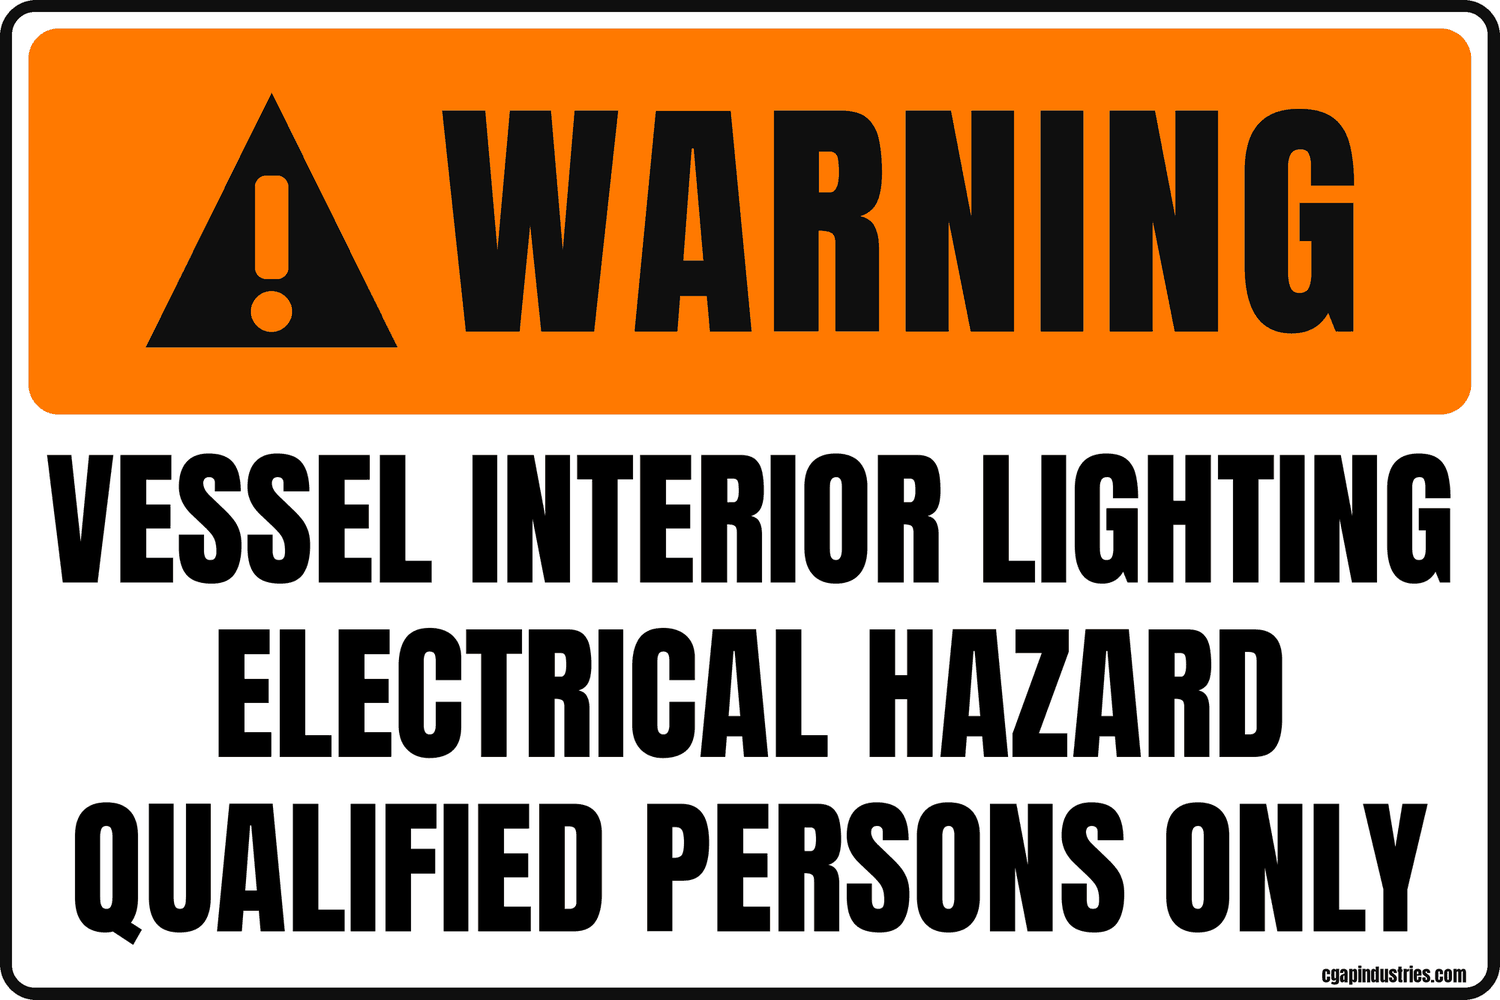 WARNING
VESSEL INTERIOR LIGHTING
ELECTRICAL HAZARD
QUALIFIED PERSONS ONLY
cgapindustries.com